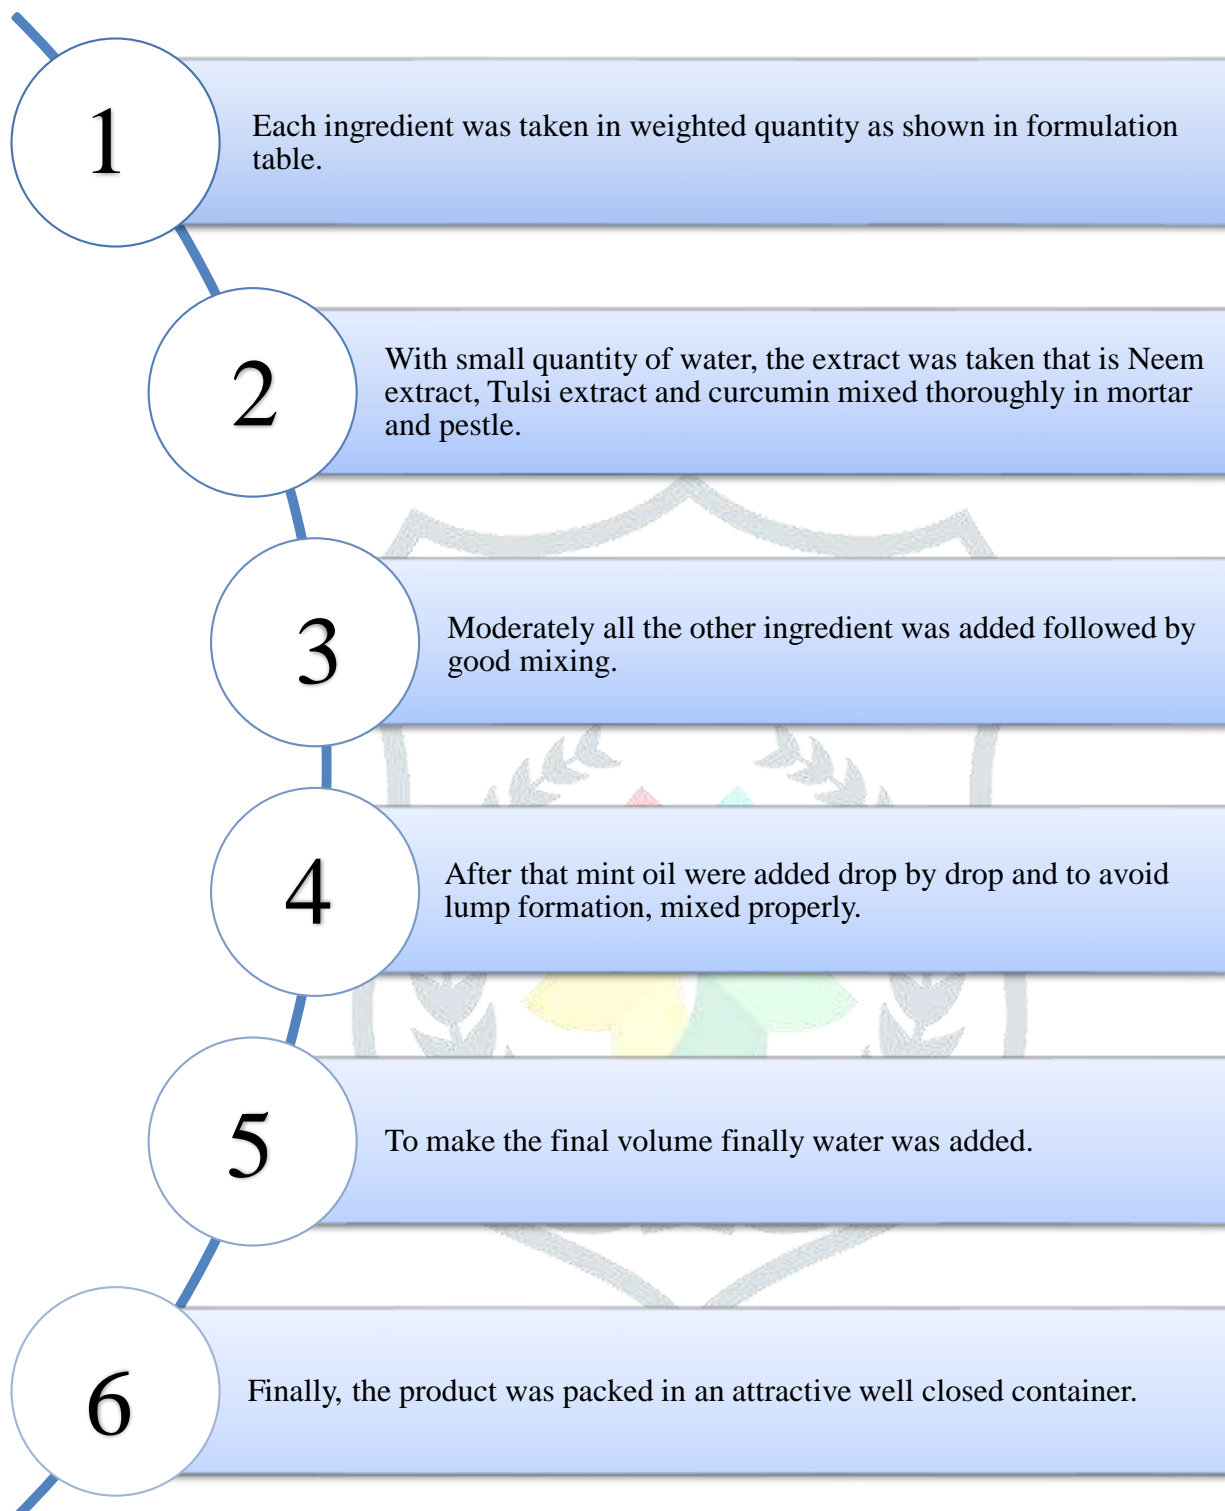 1
Each ingredient was taken in weighted quantity as shown in formulation
table.
2
With small quantity of water, the extract was taken that is Neem
extract, Tulsi extract and curcumin mixed thoroughly in mortar
and pestle.
3
Moderately all the other ingredient was added followed by
good mixing.
4
After that mint oil were added drop by drop and to avoid
lump formation, mixed properly.
5
To make the final volume finally water was added.
6
Finally, the product was packed in an attractive well closed container.